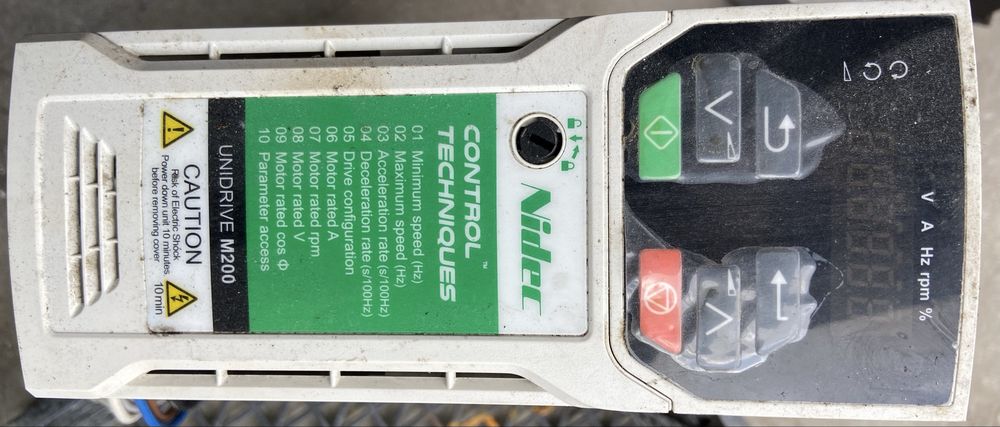 V A Hz rpm %
Nidec
CONTROL
TECHNIQUES™
01 Minimum speed (Hz)
02 Maximum speed (Hz)
03 Acceleration rate (s/100Hz)
04 Deceleration rate (s/100Hz)
05 Drive configuration
06 Motor rated A
07 Motor rated rpm
08 Motor rated V
09 Motor rated cos Φ
10 Parameter access
UNIDRIVE M200
CAUTION
Risk of Electric Shock
Power down unit 10 minutes
before removing cover
10 min